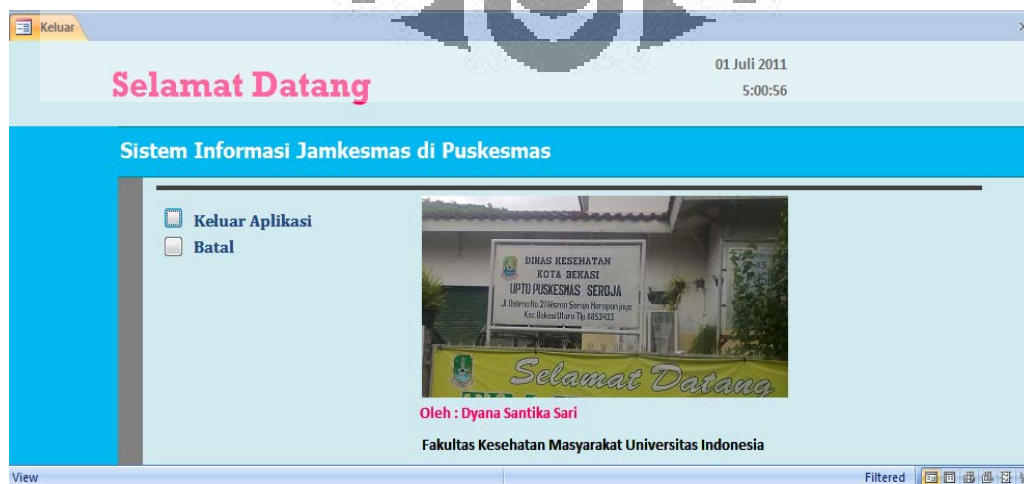 Keluar
Selamat Datang
01 Juli 2011
5:00:56
Sistem Informasi Jamkesmas di Puskesmas
Keluar Aplikasi
Batal
DINAS KESEHATAN
KOTA BEKASI
UPTD PUSKESMAS SEROJA
Kec Bekasi Utara Tlp 8853433
Selamat Datang
Oleh : Dyana Santika Sari
Fakultas Kesehatan Masyarakat Universitas Indonesia
View
Filtered